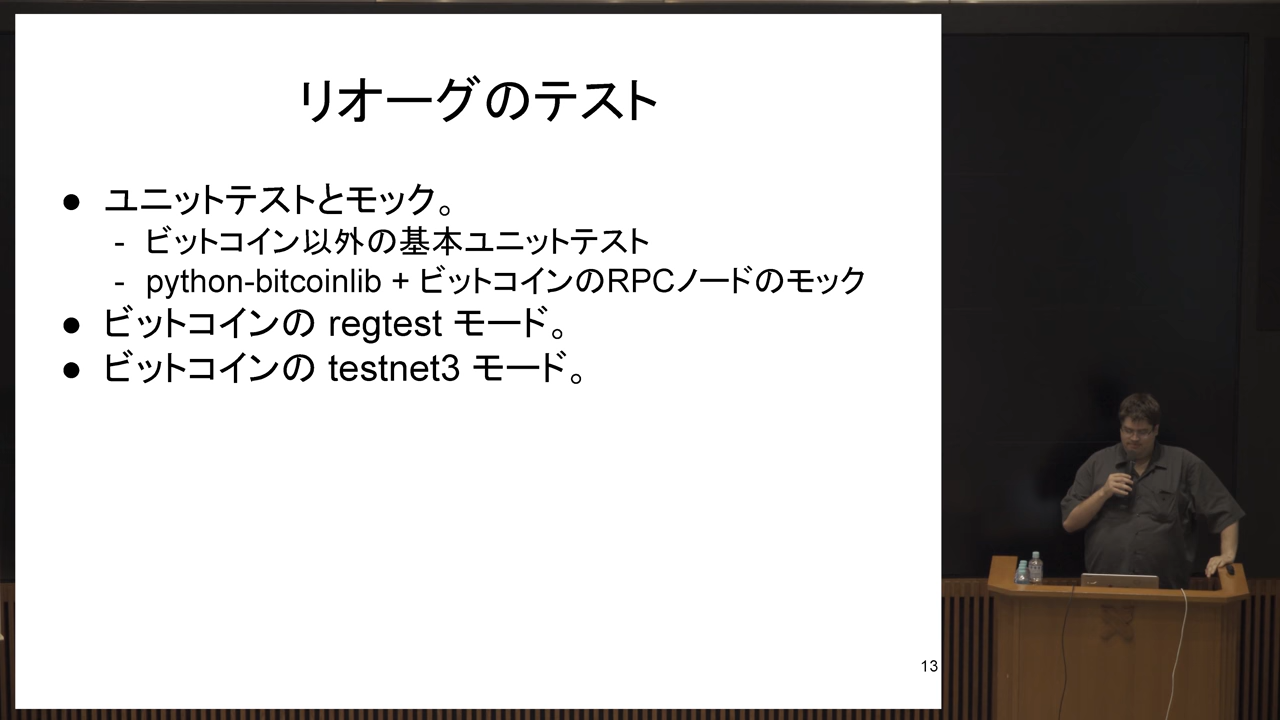 リオーグのテスト
● ユニットテストとモック。
- ビットコイン以外の基本ユニットテスト
- python-bitcoinlib + ビットコインのRPCノードのモック
● ビットコインの regtest モード。
● ビットコインの testnet3 モード。
13